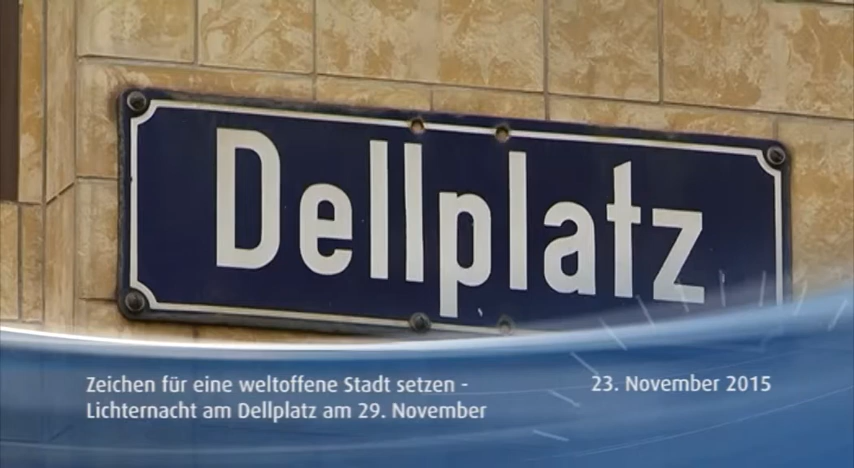 Dellplatz
Zeichen für eine weltoffene Stadt setzen -
Lichternacht am Dellplatz am 29. November
23. November 2015